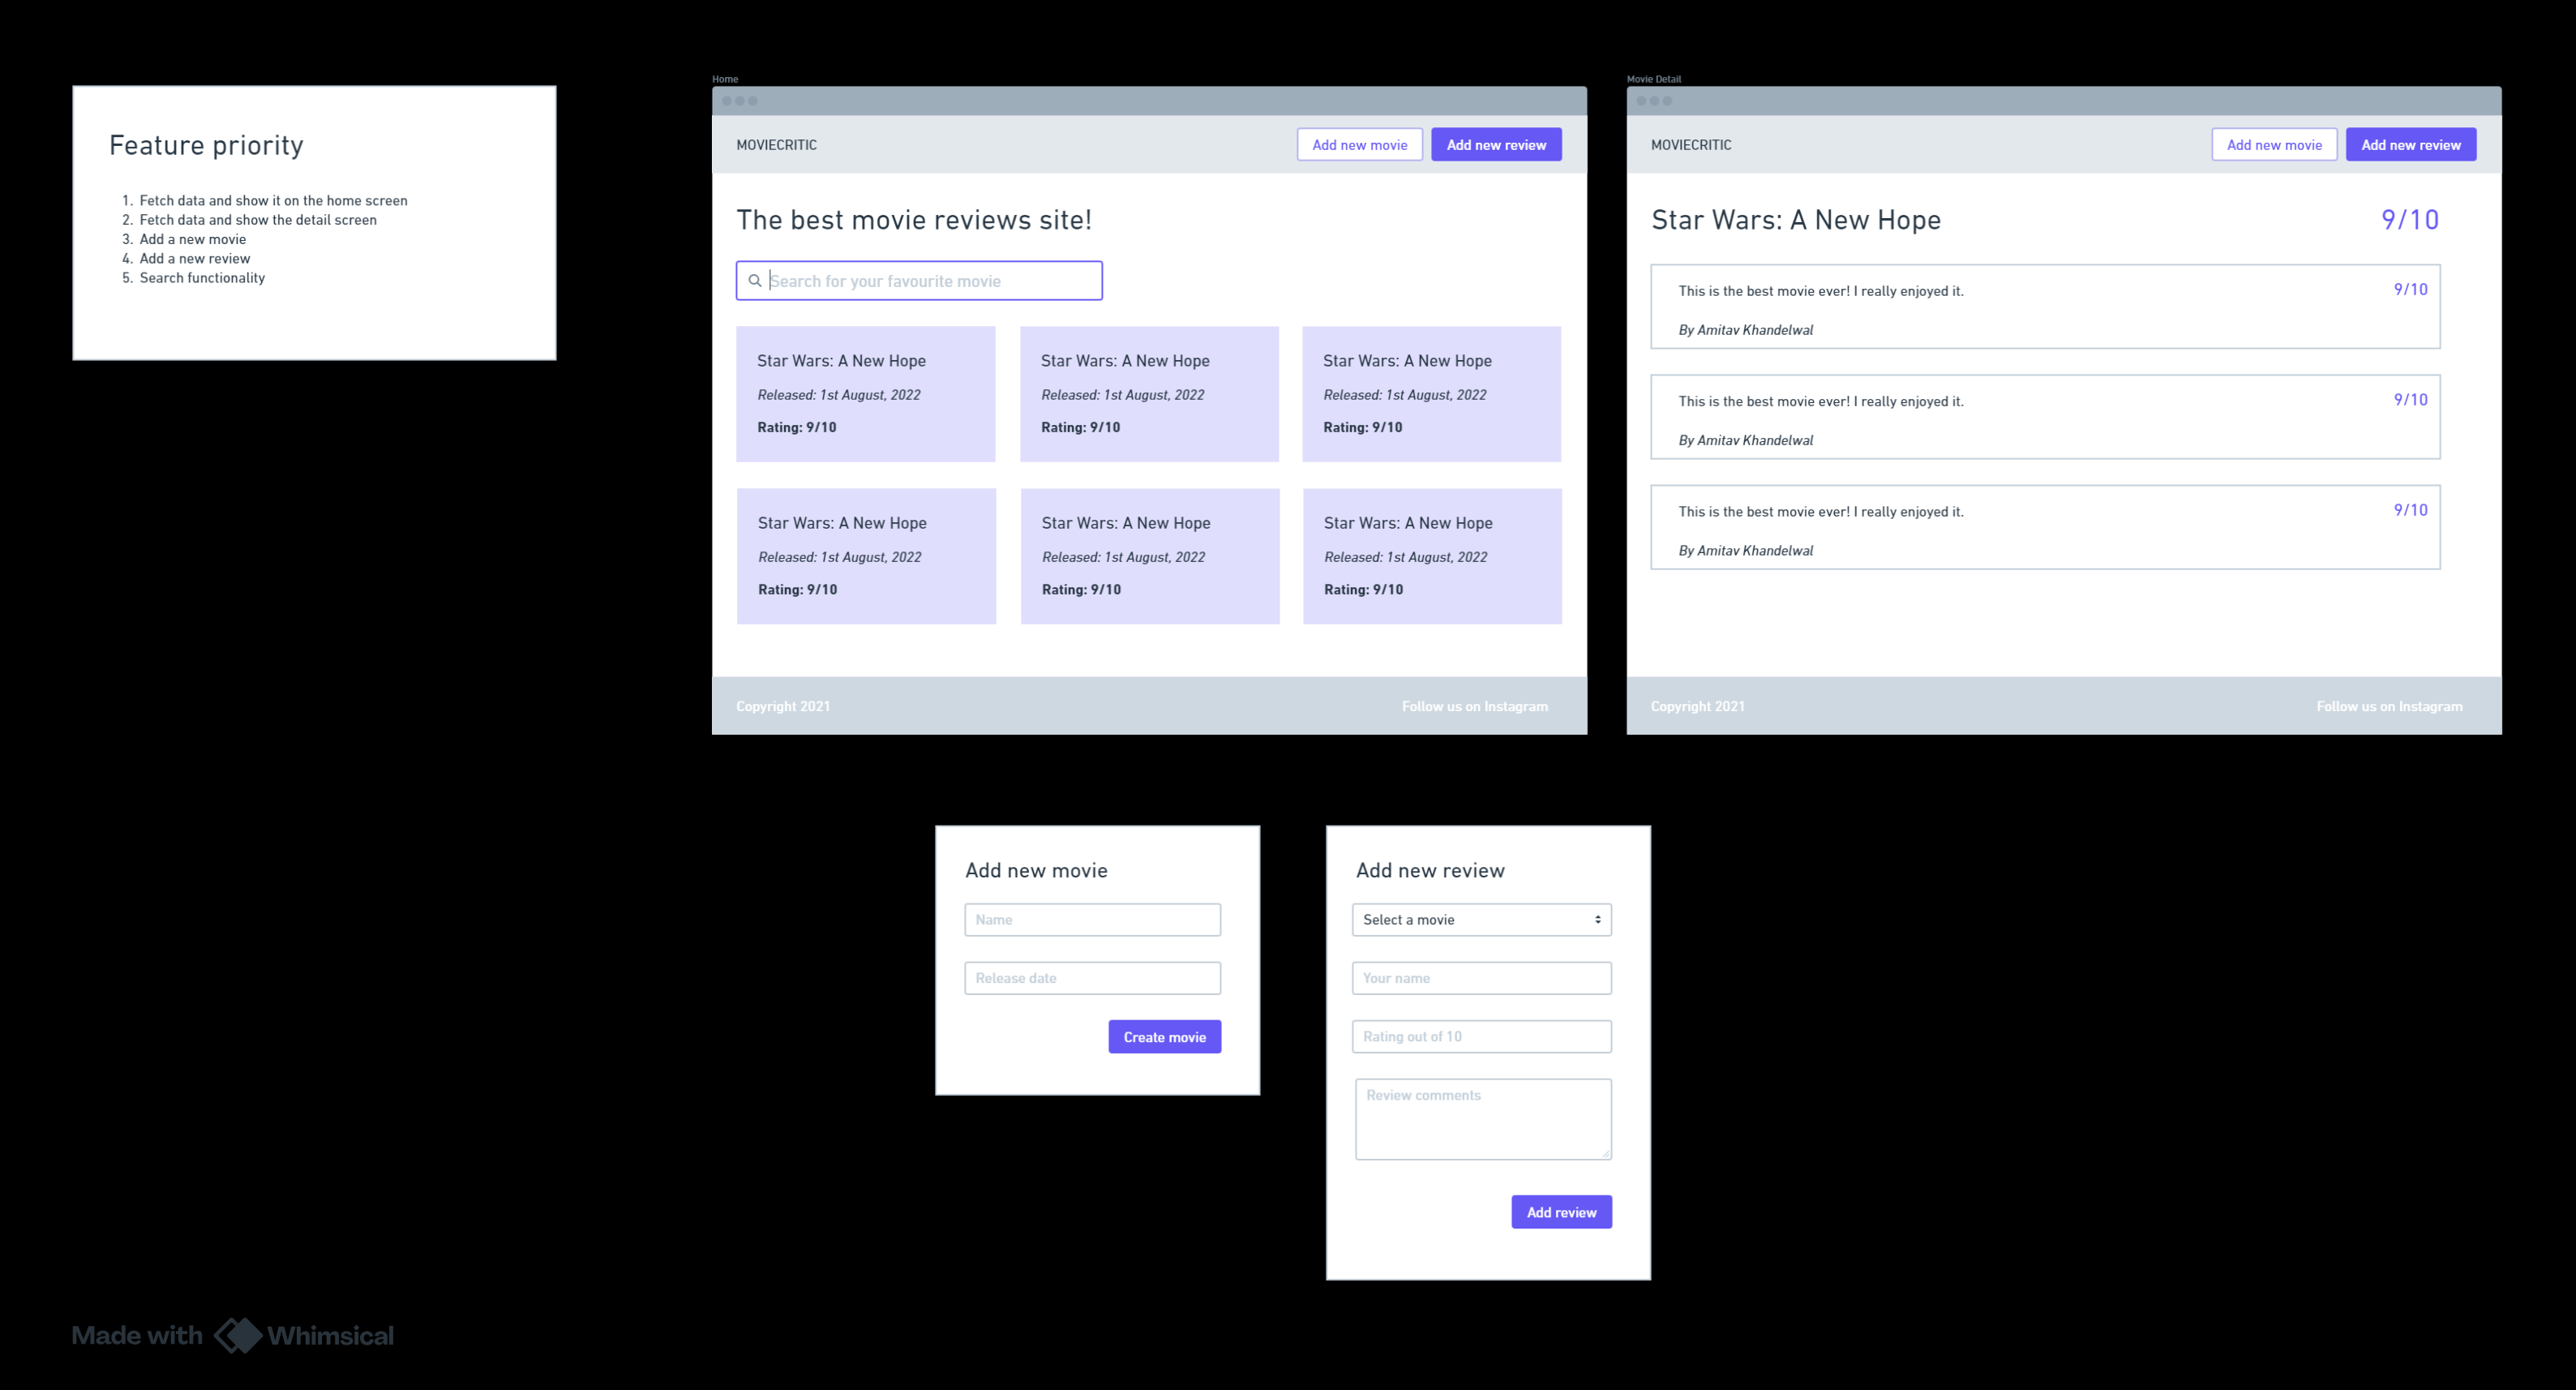 Feature priority
1. Fetch data and show it on the home screen
2. Fetch data and show the detail screen
3. Add a new movie
4. Add a new review
5. Search functionality
Home
MOVIECRITIC
Add new movie
Add new review
The best movie reviews site!
Search for your favourite movie
Star Wars: A New Hope
Released: 1st August, 2022
Rating: 9/10
Star Wars: A New Hope
Released: 1st August, 2022
Rating: 9/10
Star Wars: A New Hope
Released: 1st August, 2022
Rating: 9/10
Star Wars: A New Hope
Released: 1st August, 2022
Rating: 9/10
Star Wars: A New Hope
Released: 1st August, 2022
Rating: 9/10
Star Wars: A New Hope
Released: 1st August, 2022
Rating: 9/10
Copyright 2021
Follow us on Instagram
Movie Detail
MOVIECRITIC
Add new movie
Add new review
Star Wars: A New Hope
9/10
This is the best movie ever! I really enjoyed it.
9/10
By Amitav Khandelwal
This is the best movie ever! I really enjoyed it.
9/10
By Amitav Khandelwal
This is the best movie ever! I really enjoyed it.
9/10
By Amitav Khandelwal
Copyright 2021
Follow us on Instagram
Add new movie
Name
Release date
Create movie
Add new review
Select a movie
Your name
Rating out of 10
Review comments
Add review
Made with Whimsical